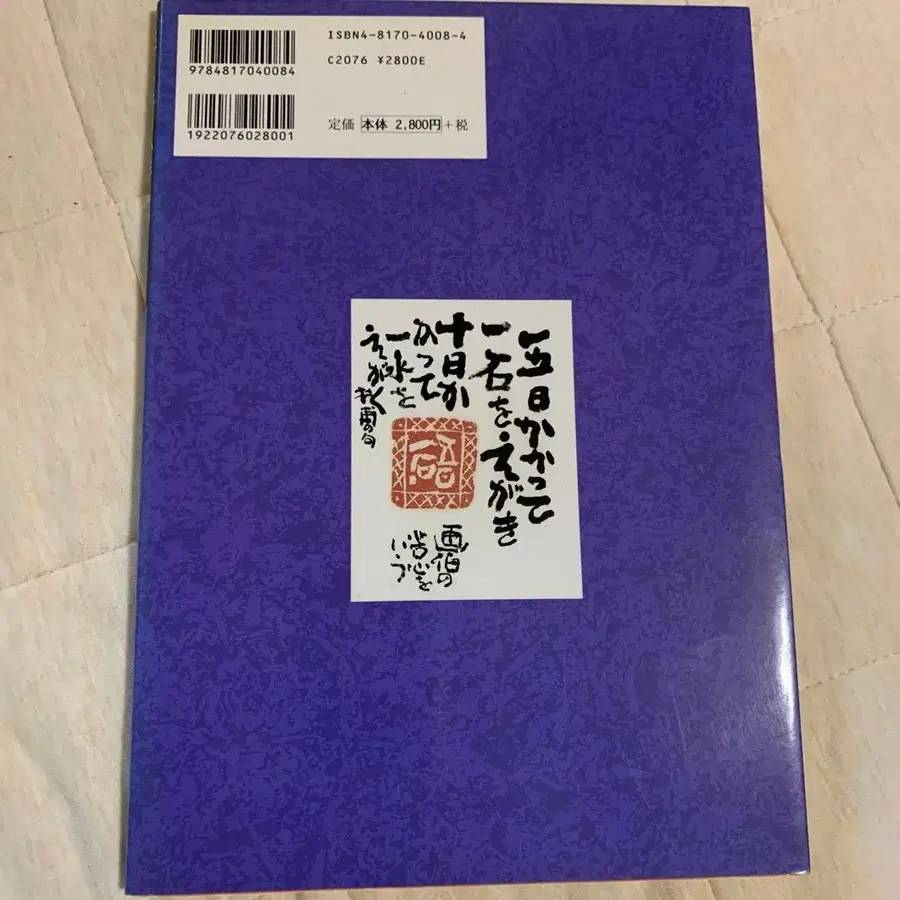 ISBN4-8170-4008-4
C2076 ¥2800E
9784817040084
定価 本体 2,800円+税
1922076028001
五日かかって
一石をえがき
十日か
かって
一水を
えがく
画伯の
苦心を
いう